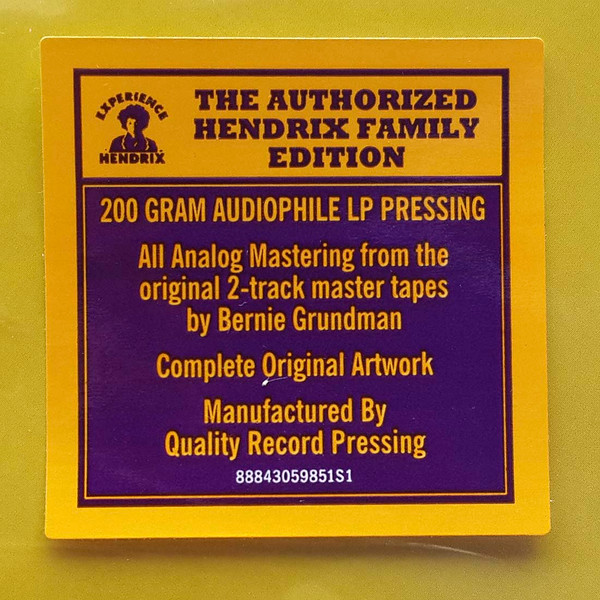 EXPERIENCE
HENDRIX
THE AUTHORIZED
HENDRIX FAMILY
EDITION
200 GRAM AUDIOPHILE LP PRESSING
All Analog Mastering from the
original 2-track master tapes
by Bernie Grundman
Complete Original Artwork
Manufactured By
Quality Record Pressing
88843059851S1